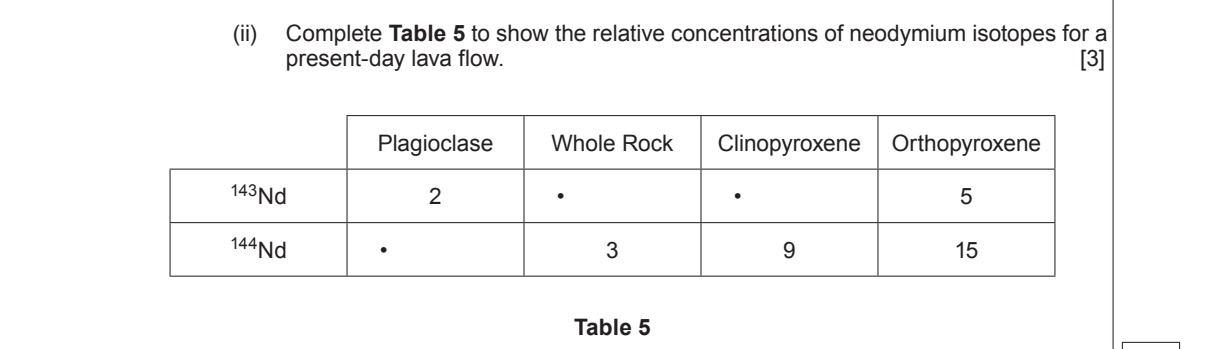 (ii) Complete Table 5 to show the relative concentrations of neodymium isotopes for a
present-day lava flow. [3]
Plagioclase Whole Rock Clinopyroxene Orthopyroxene
¹⁴³Nd 2 • • 5
¹⁴⁴Nd • 3 9 15
Table 5